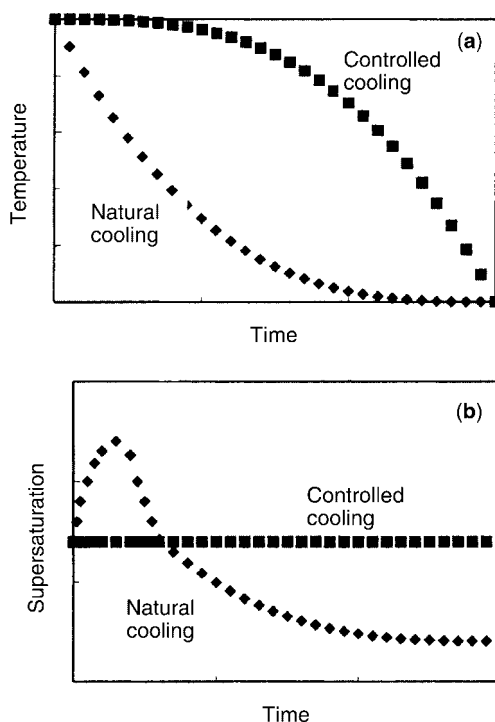 (a)
Controlled
cooling
Temperature
Natural
cooling
Time
(b)
Controlled
cooling
Supersaturation
Natural
cooling
Time